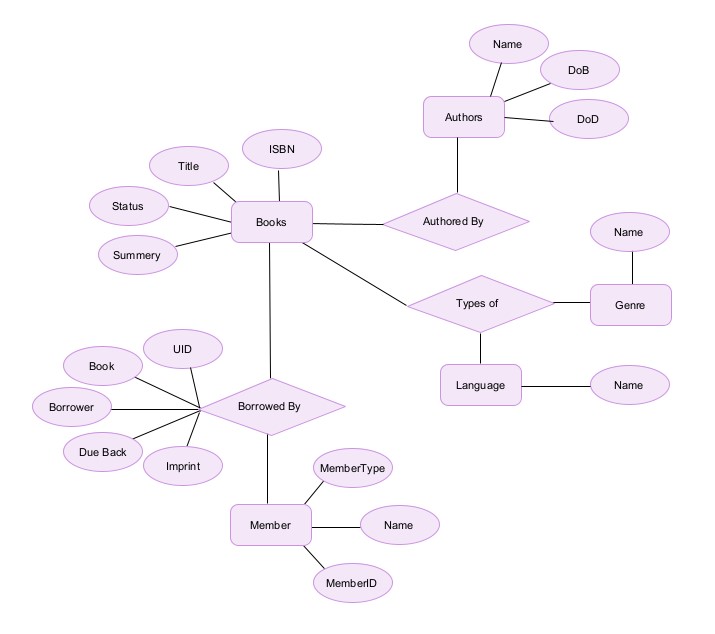 Name
DoB
Authors
DoD
ISBN
Title
Status
Books
Authored By
Summery
Name
Types of
Genre
UID
Book
Language
Name
Borrower
Borrowed By
Due Back
Imprint
MemberType
Member
Name
MemberID